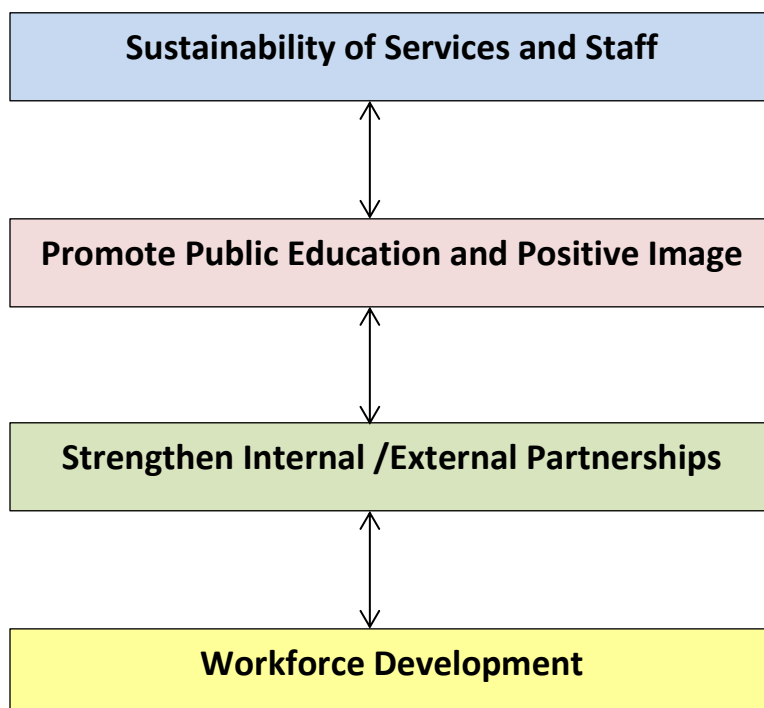 Sustainability of Services and Staff
Promote Public Education and Positive Image
Strengthen Internal /External Partnerships
Workforce Development